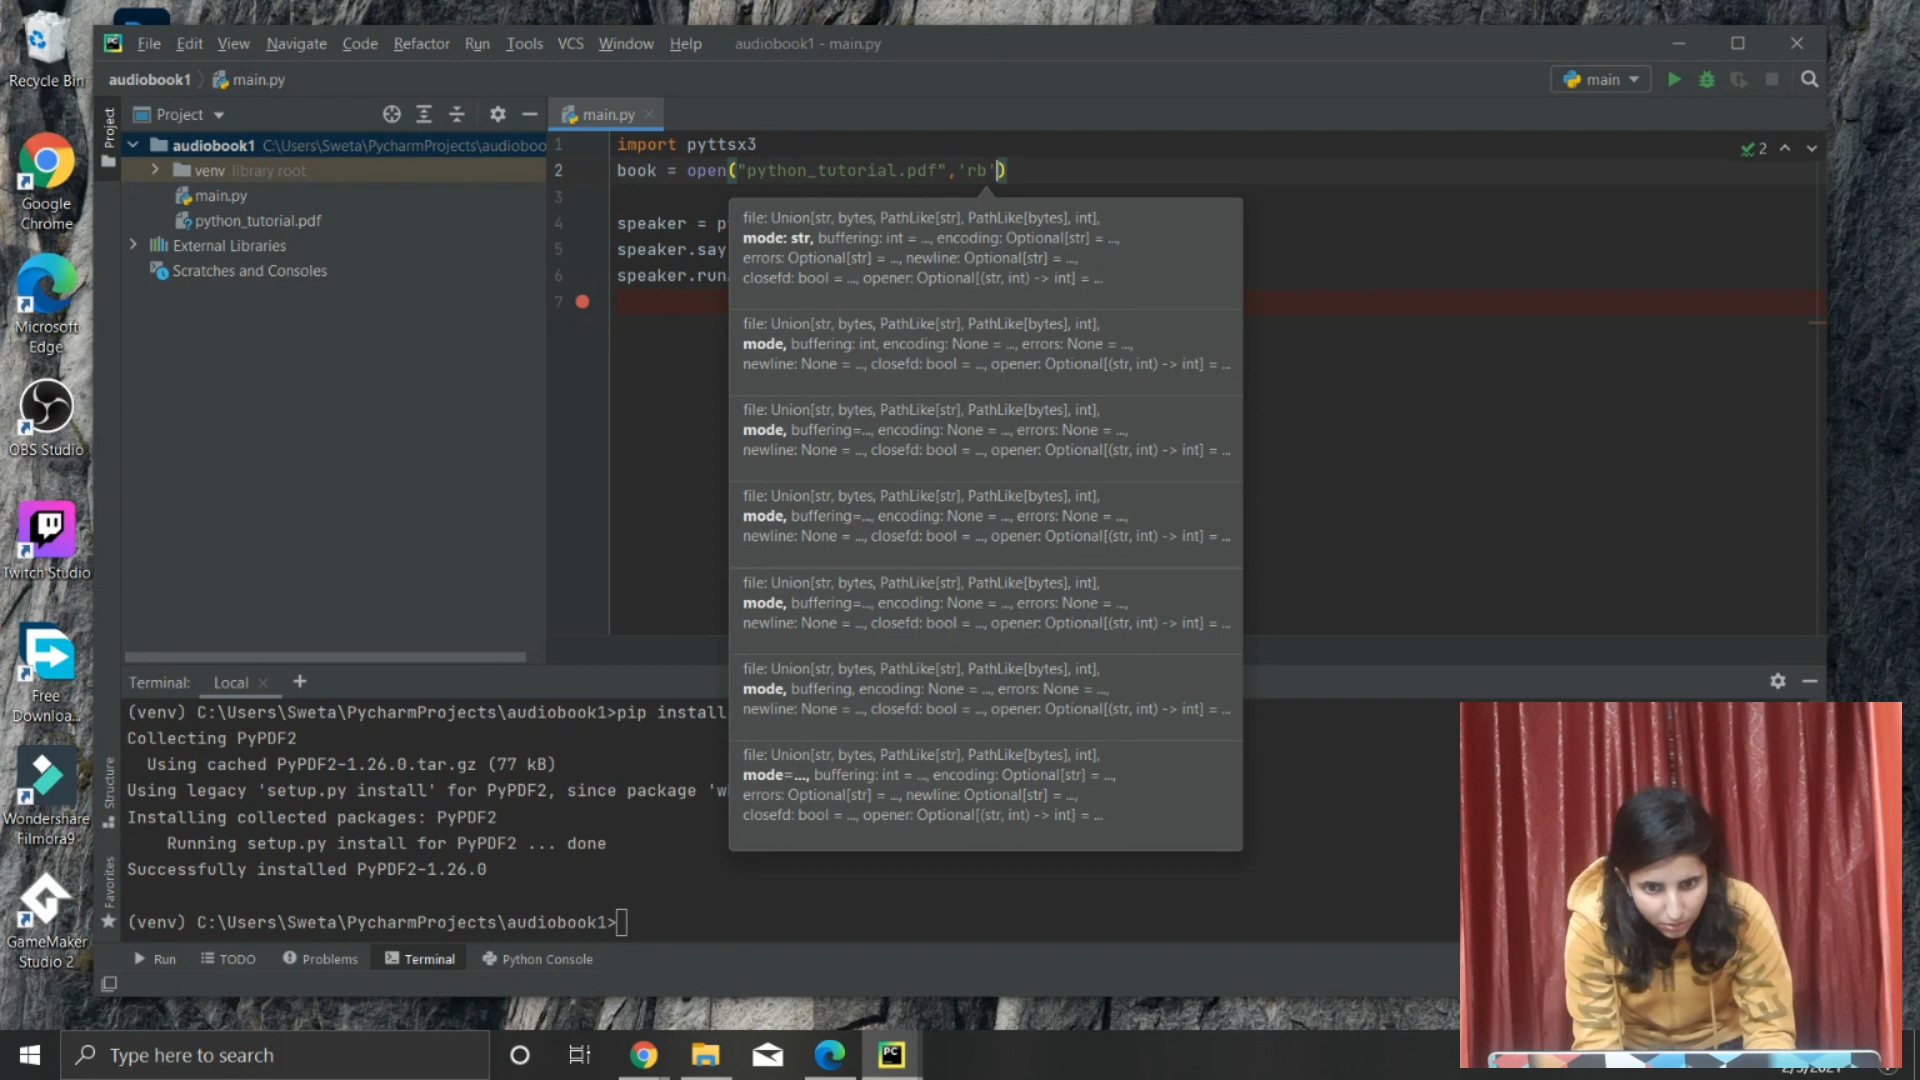 File Edit View Navigate Code Refactor Run Tools VCS Window Help audiobook1 - main.py
audiobook1 main.py
main
Project
main.py
audiobook1 C:\Users\Sweta\PycharmProjects\audioboo
venv library root
main.py
python_tutorial.pdf
External Libraries
Scratches and Consoles
1 import pyttsx3
2 book = open("python_tutorial.pdf",'rb')
3
4 speaker = p
5 speaker.say
6 speaker.run
7
2
file: Union[str, bytes, PathLike[str], PathLike[bytes], int],
mode: str, buffering: int = ..., encoding: Optional[str] = ...,
errors: Optional[str] = ..., newline: Optional[str] = ...,
closefd: bool = ..., opener: Optional[(str, int) -> int] = ...
file: Union[str, bytes, PathLike[str], PathLike[bytes], int],
mode, buffering: int, encoding: None = ..., errors: None = ...,
newline: None = ..., closefd: bool = ..., opener: Optional[(str, int) -> int] = ...
file: Union[str, bytes, PathLike[str], PathLike[bytes], int],
mode, buffering=..., encoding: None = ..., errors: None = ...,
newline: None = ..., closefd: bool = ..., opener: Optional[(str, int) -> int] = ...
file: Union[str, bytes, PathLike[str], PathLike[bytes], int],
mode, buffering=..., encoding: None = ..., errors: None = ...,
newline: None = ..., closefd: bool = ..., opener: Optional[(str, int) -> int] = ...
file: Union[str, bytes, PathLike[str], PathLike[bytes], int],
mode, buffering=..., encoding: None = ..., errors: None = ...,
newline: None = ..., closefd: bool = ..., opener: Optional[(str, int) -> int] = ...
file: Union[str, bytes, PathLike[str], PathLike[bytes], int],
mode, buffering, encoding: None = ..., errors: None = ...,
newline: None = ..., closefd: bool = ..., opener: Optional[(str, int) -> int] = ...
file: Union[str, bytes, PathLike[str], PathLike[bytes], int],
mode=..., buffering: int = ..., encoding: Optional[str] = ...,
errors: Optional[str] = ..., newline: Optional[str] = ...,
closefd: bool = ..., opener: Optional[(str, int) -> int] = ...
Terminal: Local
(venv) C:\Users\Sweta\PycharmProjects\audiobook1>pip install
Collecting PyPDF2
Using cached PyPDF2-1.26.0.tar.gz (77 kB)
Using legacy 'setup.py install' for PyPDF2, since package 'w
Installing collected packages: PyPDF2
Running setup.py install for PyPDF2 ... done
Successfully installed PyPDF2-1.26.0
(venv) C:\Users\Sweta\PycharmProjects\audiobook1>
Run TODO Problems Terminal Python Console
Project
Structure
Favorites
Recycle Bin
Google
Chrome
Microsoft
Edge
OBS Studio
Twitch Studio
Free
Downloa...
Wondershare
Filmora9
GameMaker
Studio 2
Type here to search
PC